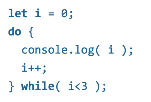 let i = 0;
do {
  console.log( i );
  i++;
} while( i<3 );